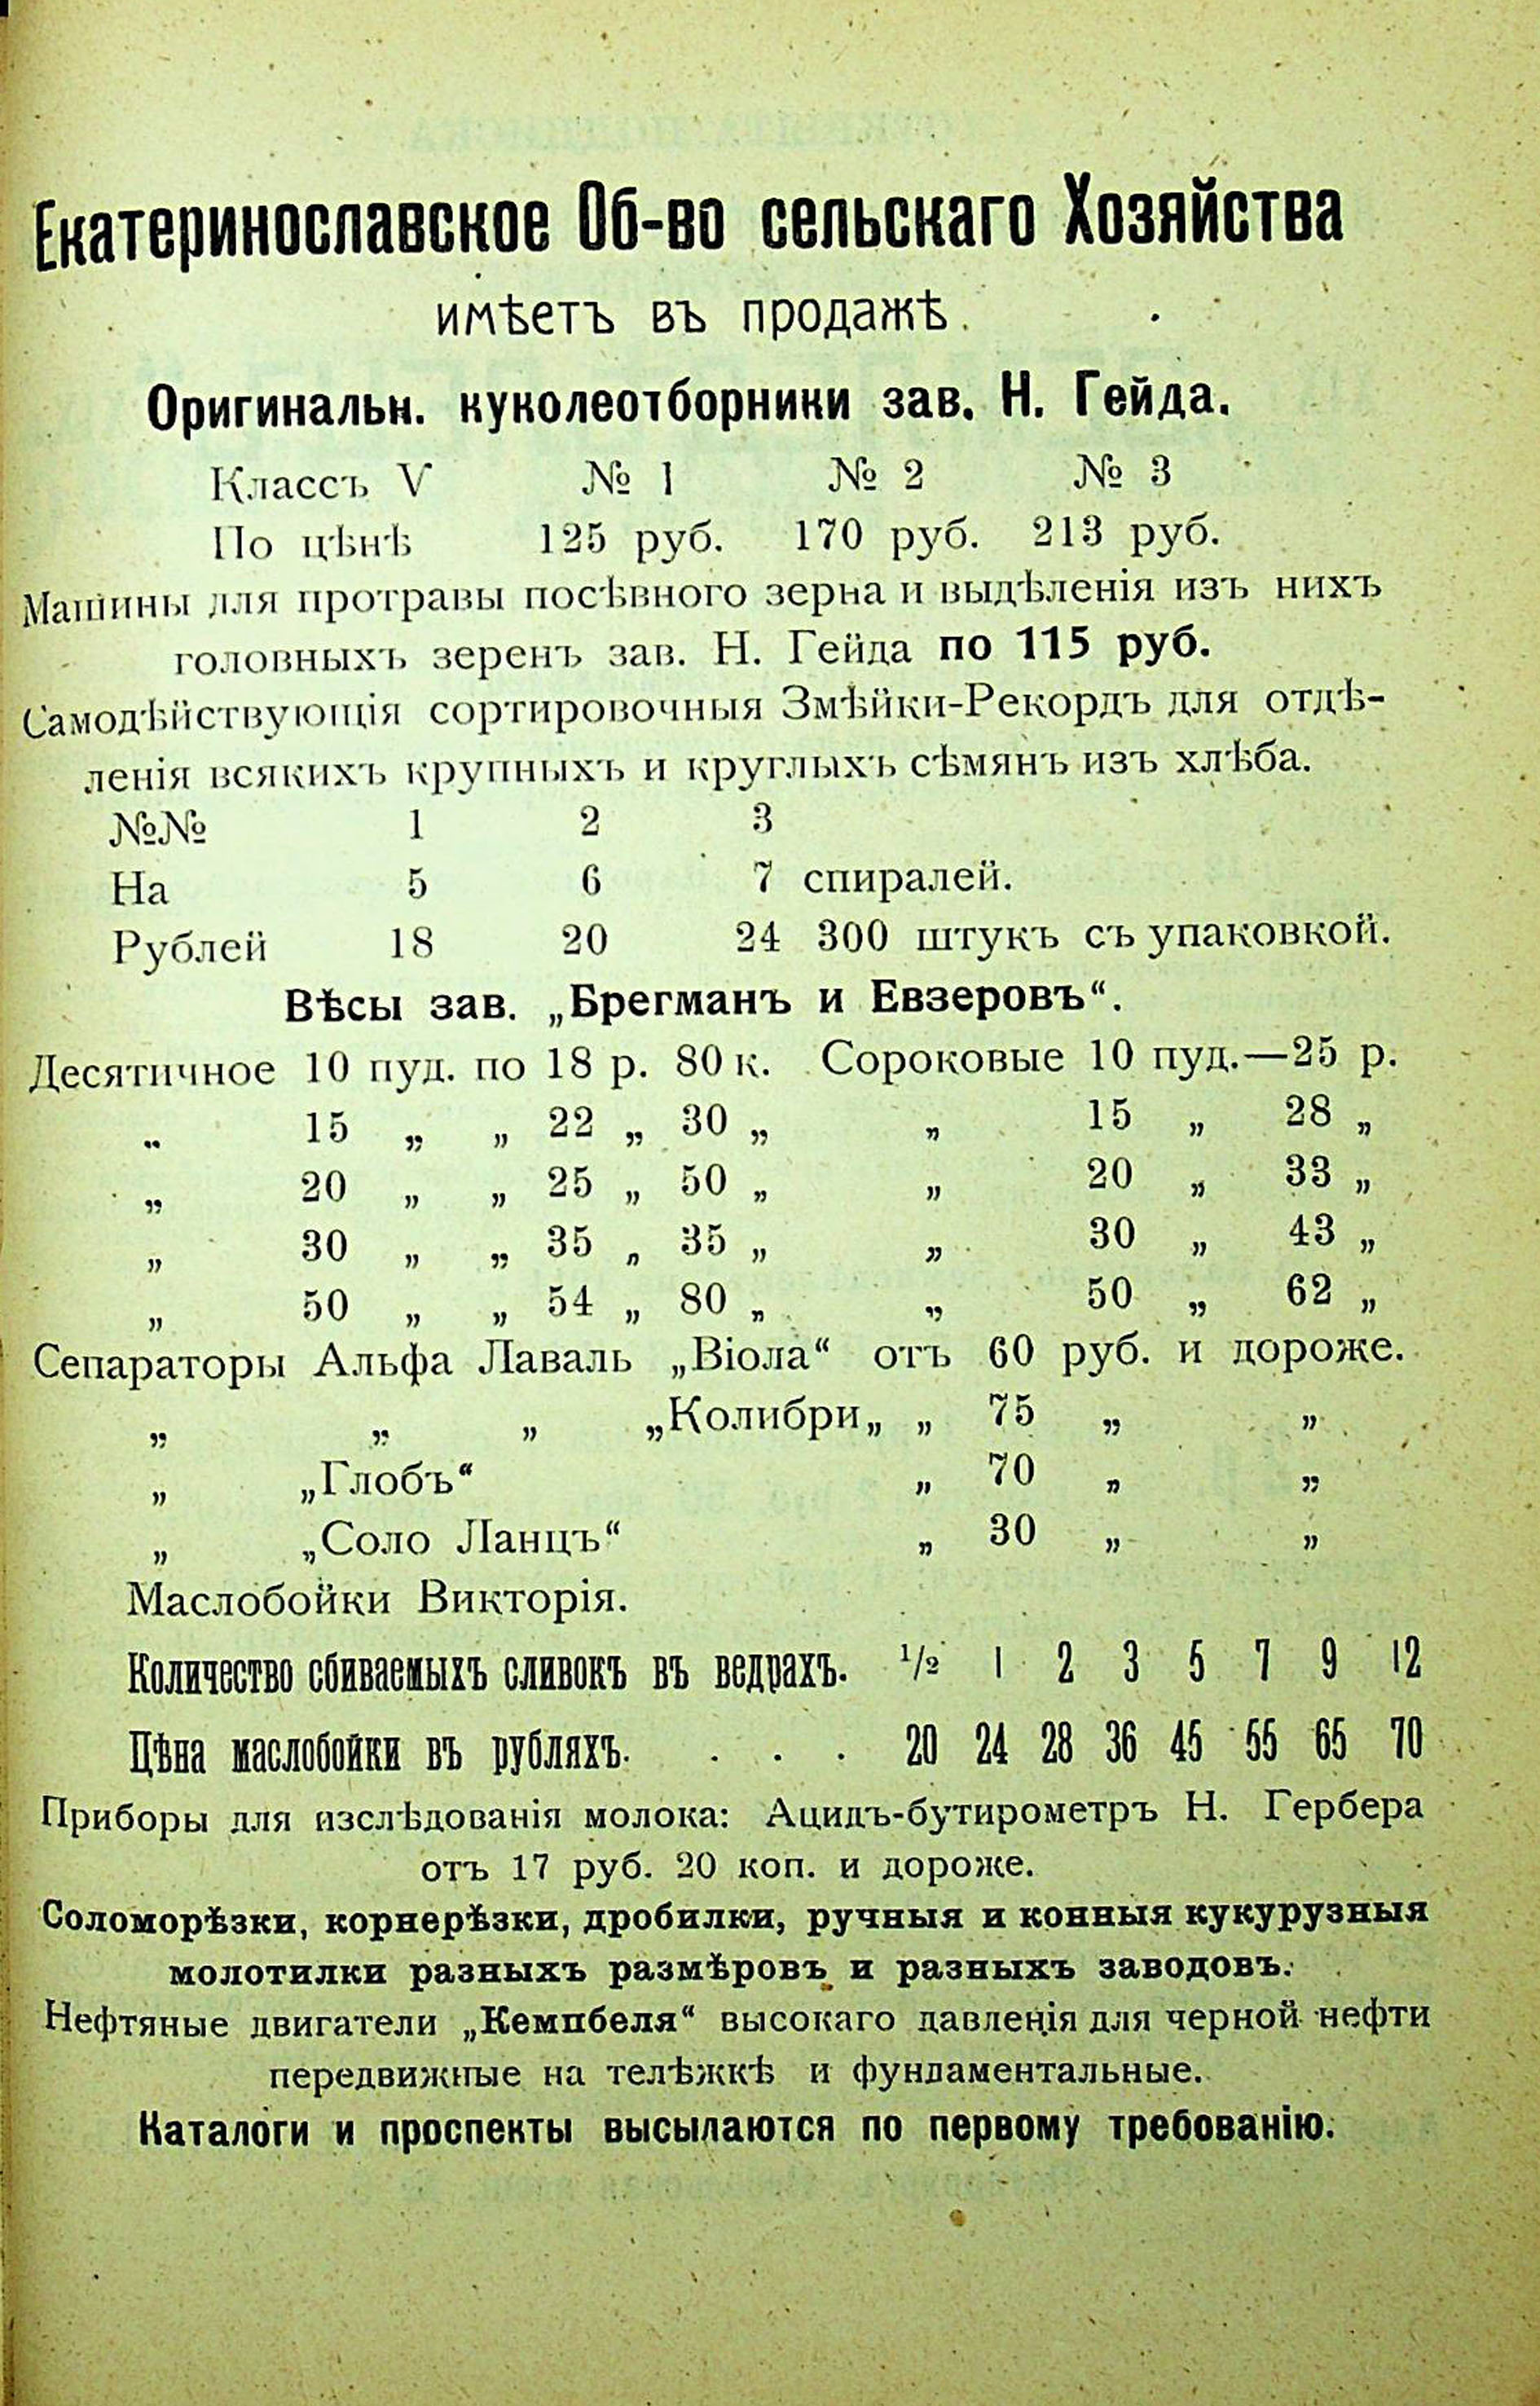 Екатеринославское Об-во сельскаго Хозяйства
имѣетъ въ продажѣ.
Оригинальн. куколеотборники зав. Н. Гейда.
Классъ V № 1 № 2 № 3
По цѣнѣ 125 руб. 170 руб. 213 руб.
Машины для протравы посѣвного зерна и выдѣленія изъ нихъ
головныхъ зеренъ зав. Н. Гейда по 115 руб.
Самодѣйствующія сортировочныя Змѣйки-Рекордъ для отдѣ-
ленія всякихъ крупныхъ и круглыхъ сѣмянъ изъ хлѣба.
№№ 1 2 3
На 5 6 7 спиралей.
Рублей 18 20 24 300 штукъ съ упаковкой.
Вѣсы зав. „Брегманъ и Евзеровъ“.
Десятичное 10 пуд. по 18 р. 80 к. Сороковые 10 пуд.—25 р.
„ 15 „ „ 22 „ 30 „ „ 15 „ 28 „
„ 20 „ „ 25 „ 50 „ „ 20 „ 33 „
„ 30 „ „ 35 „ 35 „ „ 30 „ 43 „
„ 50 „ „ 54 „ 80 „ „ 50 „ 62 „
Сепараторы Альфа Лаваль „Віола“ отъ 60 руб. и дороже.
„ „ „ „Колибри„ „ 75 „ „
„ „Глобъ“ „ 70 „ „
„ „Соло Ланцъ“ „ 30 „ „
Маслобойки Викторія.
Количество сбиваемыхъ сливокъ въ ведрахъ. 1/2 1 2 3 5 7 9 12
Цѣна маслобойки въ рубляхъ. . . . 20 24 28 36 45 55 65 70
Приборы для изслѣдованія молока: Ацидъ-бутирометръ Н. Гербера
отъ 17 руб. 20 коп. и дороже.
Соломорѣзки, корнерѣзки, дробилки, ручныя и конныя кукурузныя
молотилки разныхъ размѣровъ и разныхъ заводовъ.
Нефтяные двигатели „Кемпбеля“ высокаго давленія для черной нефти
передвижные на телѣжкѣ и фундаментальные.
Каталоги и проспекты высылаются по первому требованію.